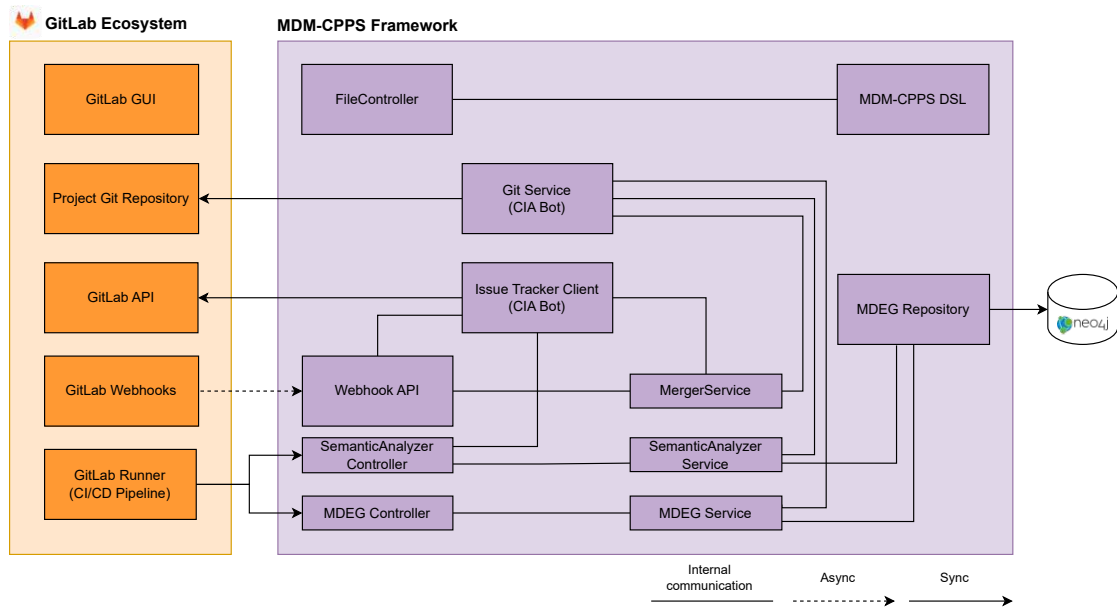 GitLab Ecosystem
MDM-CPPS Framework
GitLab GUI
FileController
MDM-CPPS DSL
Project Git Repository
Git Service
(CIA Bot)
GitLab API
Issue Tracker Client
(CIA Bot)
MDEG Repository
neo4j
GitLab Webhooks
Webhook API
MergerService
GitLab Runner
(CI/CD Pipeline)
SemanticAnalyzer
Controller
SemanticAnalyzer
Service
MDEG Controller
MDEG Service
Internal
communication
Async
Sync